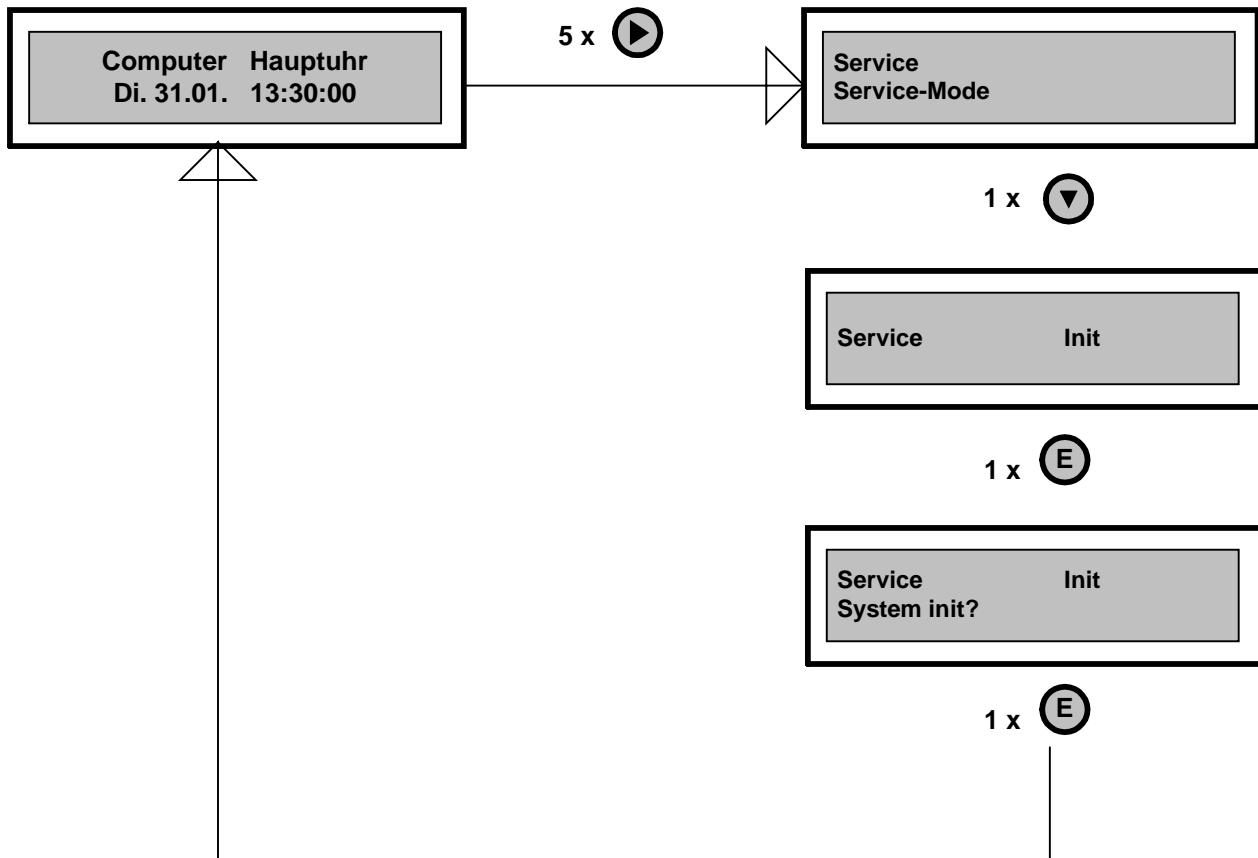 Computer Hauptuhr
Di. 31.01. 13:30:00
5 x
Service
Service-Mode
1 x
Service Init
1 x E
Service Init
System init?
1 x E